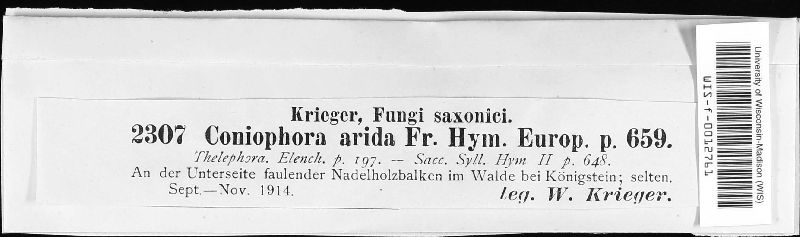 Krieger, Fungi saxonici.
2307 Coniophora arida Fr. Hym. Europ. p. 659.
Thelephora. Elench. p. 197. — Sacc. Syll. Hym II p. 648.
An der Unterseite faulender Nadelholzbalken im Walde bei Königstein; selten.
Sept.—Nov. 1914. leg. W. Krieger.
University of Wisconsin-Madison (WIS)
WIS-f-0012761